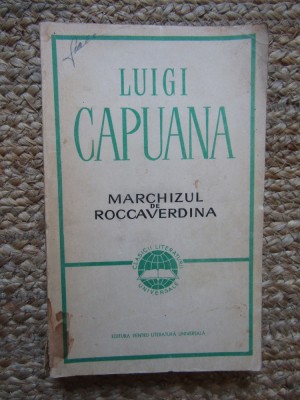 LUIGI
CAPUANA
MARCHIZUL
DE
ROCCAVERDINA
CLASICII LITERATURII
UNIVERSALE
EDITURA PENTRU LITERATURĂ UNIVERSALĂ